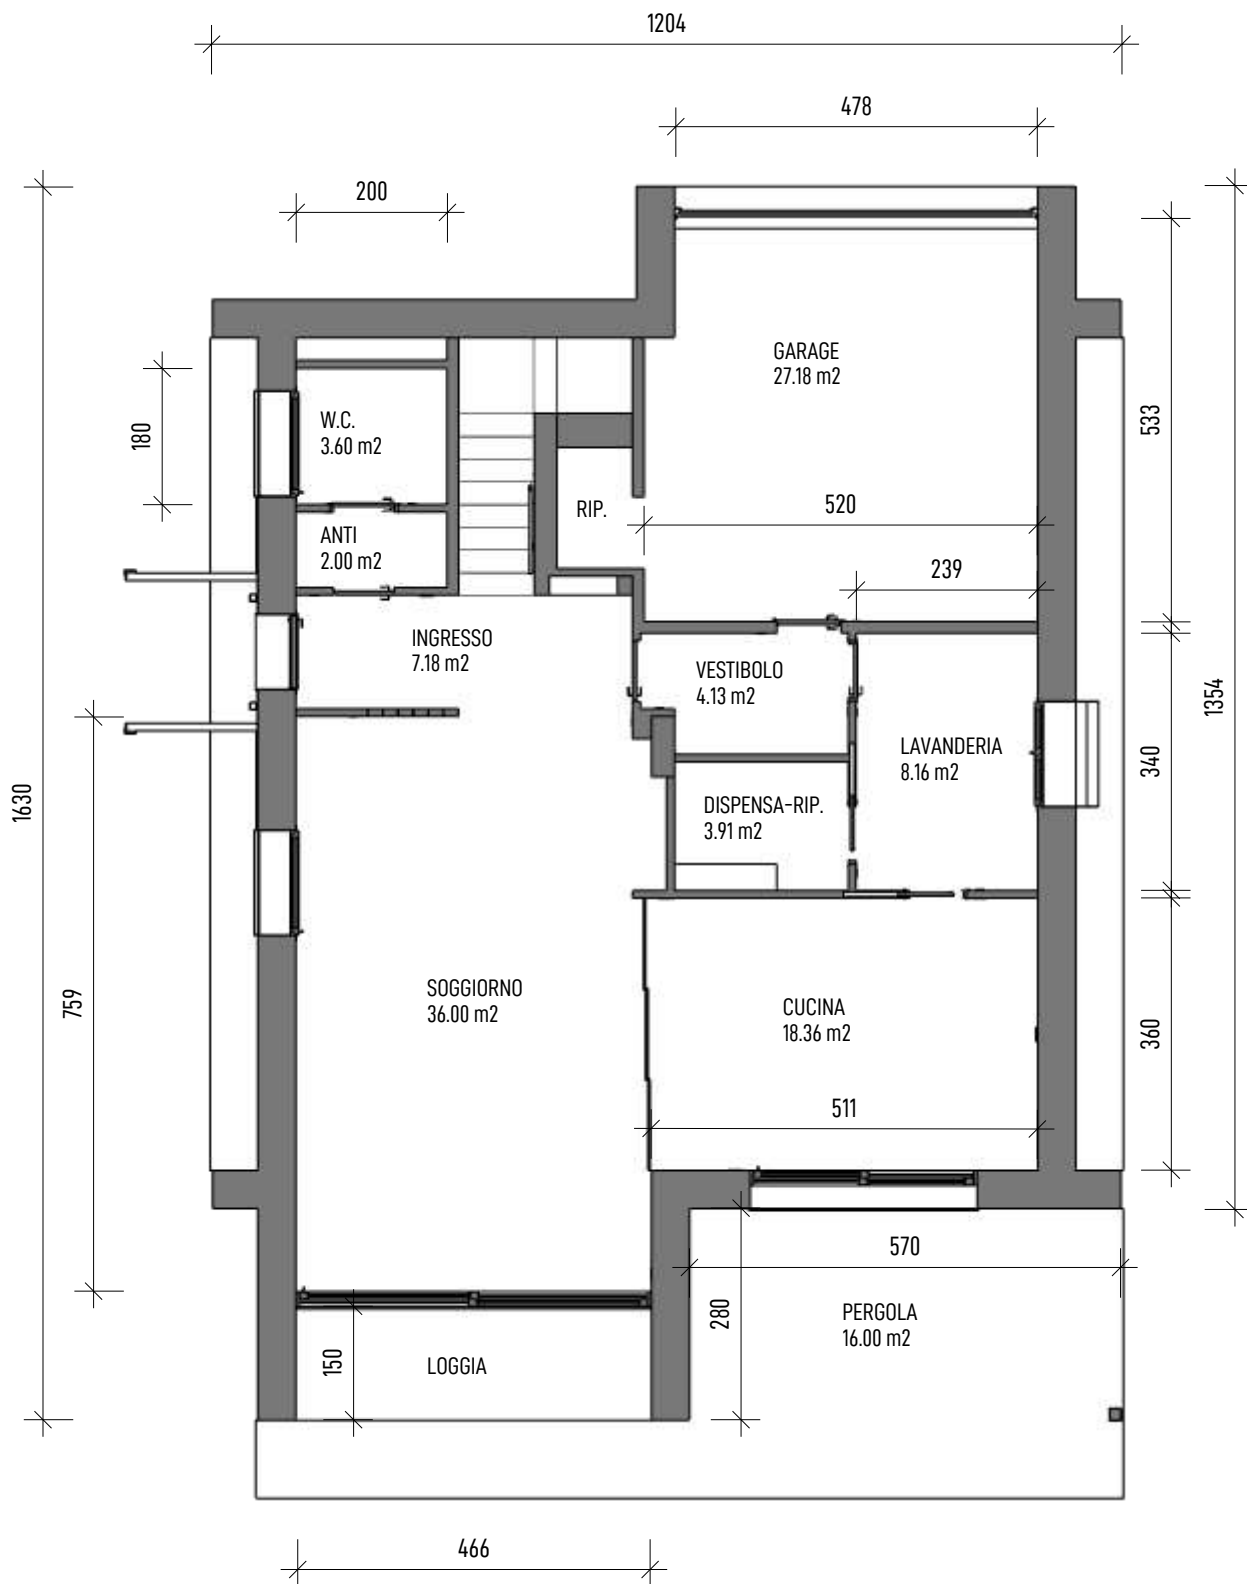 1204
478
200
GARAGE
27.18 m2
W.C.
3.60 m2
180
533
RIP.
520
ANTI
2.00 m2
239
INGRESSO
7.18 m2
VESTIBOLO
4.13 m2
1354
LAVANDERIA
8.16 m2
340
1630
DISPENSA-RIP.
3.91 m2
SOGGIORNO
36.00 m2
759
CUCINA
18.36 m2
360
511
570
280
PERGOLA
16.00 m2
150
LOGGIA
466